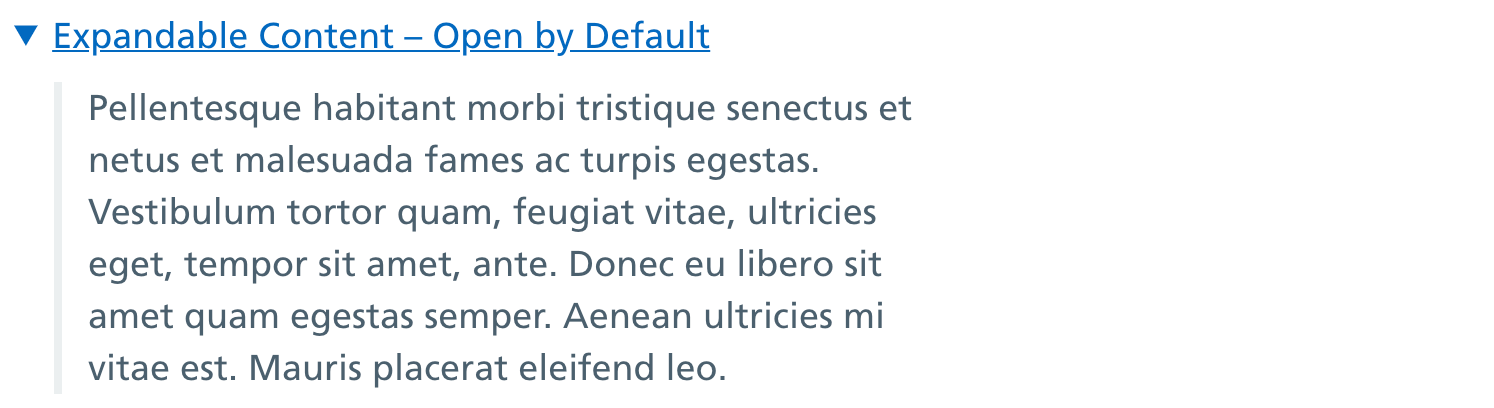 Expandable Content – Open by Default
Pellentesque habitant morbi tristique senectus et
netus et malesuada fames ac turpis egestas.
Vestibulum tortor quam, feugiat vitae, ultricies
eget, tempor sit amet, ante. Donec eu libero sit
amet quam egestas semper. Aenean ultricies mi
vitae est. Mauris placerat eleifend leo.